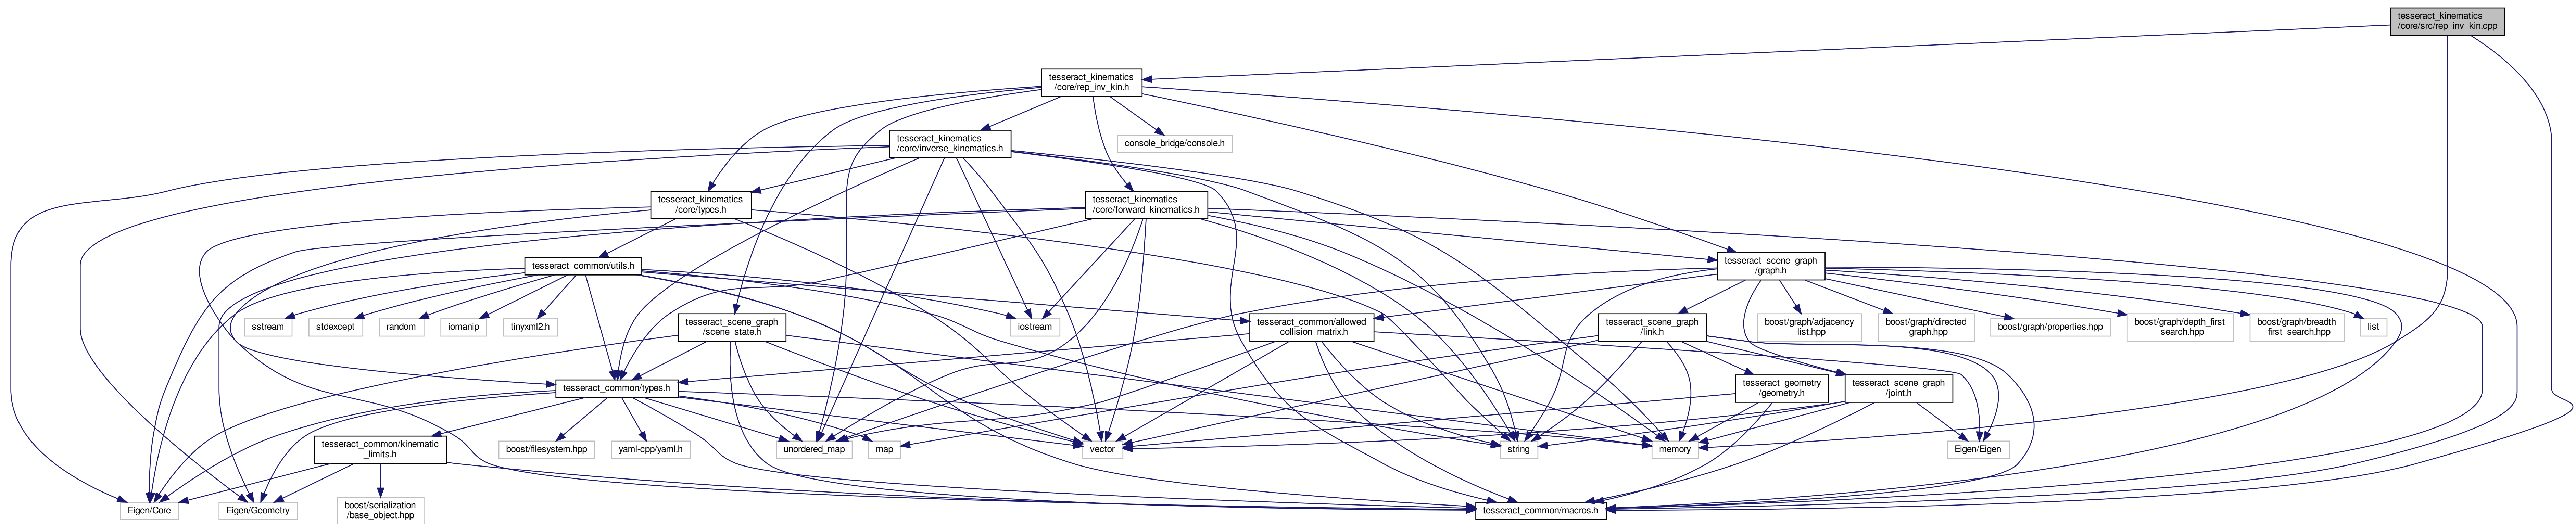 tesseract_kinematics
/core/src/rep_inv_kin.cpp
tesseract_kinematics
/core/rep_inv_kin.h
tesseract_kinematics
/core/inverse_kinematics.h
console_bridge/console.h
tesseract_kinematics
/core/types.h
tesseract_kinematics
/core/forward_kinematics.h
tesseract_common/utils.h
tesseract_scene_graph
/graph.h
sstream
stdexcept
random
iomanip
tinyxml2.h
tesseract_scene_graph
/scene_state.h
iostream
tesseract_common/allowed
_collision_matrix.h
tesseract_scene_graph
/link.h
boost/graph/adjacency
_list.hpp
boost/graph/directed
_graph.hpp
boost/graph/properties.hpp
boost/graph/depth_first
_search.hpp
boost/graph/breadth
_first_search.hpp
list
tesseract_common/types.h
tesseract_geometry
/geometry.h
tesseract_scene_graph
/joint.h
tesseract_common/kinematic
_limits.h
boost/filesystem.hpp
yaml-cpp/yaml.h
unordered_map
map
vector
string
memory
Eigen/Eigen
Eigen/Core
Eigen/Geometry
boost/serialization
/base_object.hpp
tesseract_common/macros.h